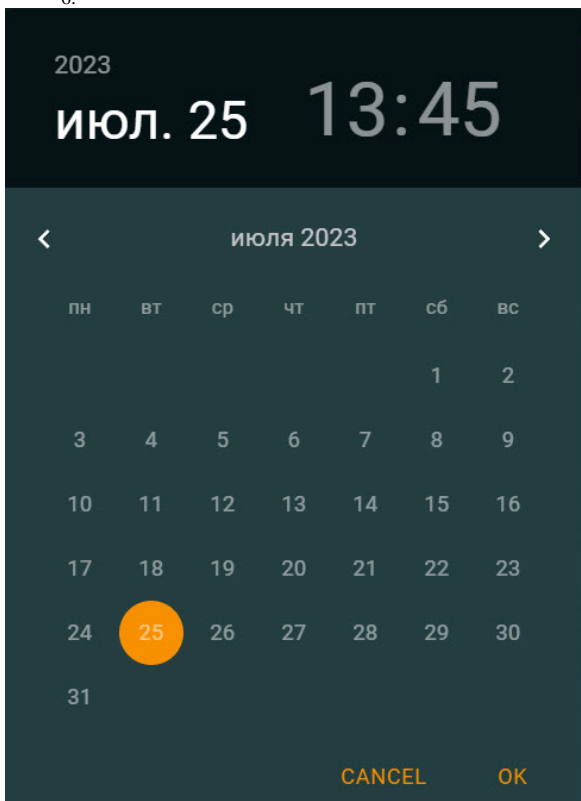 6.
2023
июл. 25 13:45
июля 2023
пн вт ср чт пт сб вс
1 2
3 4 5 6 7 8 9
10 11 12 13 14 15 16
17 18 19 20 21 22 23
24 25 26 27 28 29 30
31
CANCEL OK